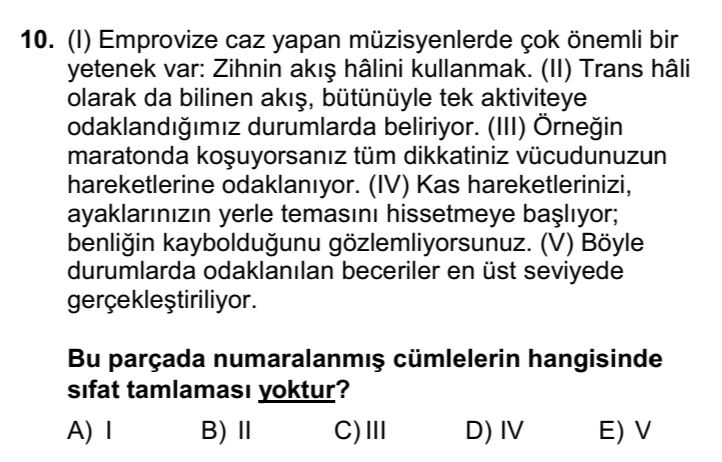 10. (I) Emprovize caz yapan müzisyenlerde çok önemli bir
yetenek var: Zihnin akış hâlini kullanmak. (II) Trans hâli
olarak da bilinen akış, bütünüyle tek aktiviteye
odaklandığımız durumlarda beliriyor. (III) Örneğin
maratonda koşuyorsanız tüm dikkatiniz vücudunuzun
hareketlerine odaklanıyor. (IV) Kas hareketlerinizi,
ayaklarınızın yerle temasını hissetmeye başlıyor;
benliğin kaybolduğunu gözlemliyorsunuz. (V) Böyle
durumlarda odaklanılan beceriler en üst seviyede
gerçekleştiriliyor.
Bu parçada numaralanmış cümlelerin hangisinde
sıfat tamlaması yoktur?
A) I B) II C) III D) IV E) V